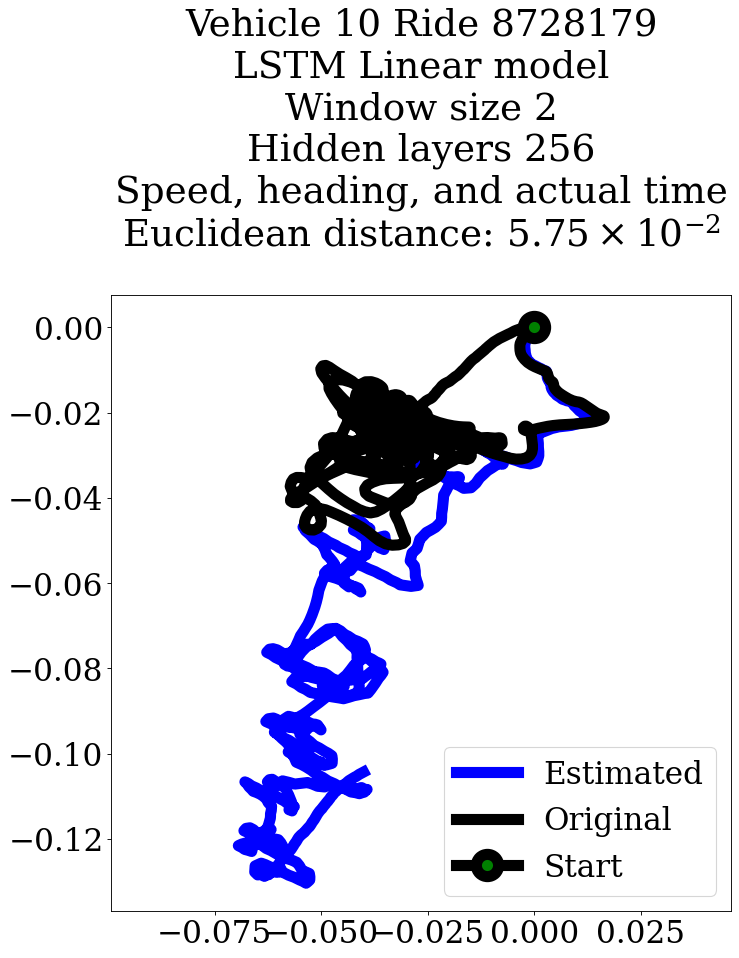 Vehicle 10 Ride 8728179
LSTM Linear model
Window size 2
Hidden layers 256
Speed, heading, and actual time
Euclidean distance: 5.75 × 10⁻²
0.00
−0.02
−0.04
−0.06
−0.08
−0.10
−0.12
Estimated
Original
Start
−0.075 −0.050 −0.025 0.000 0.025